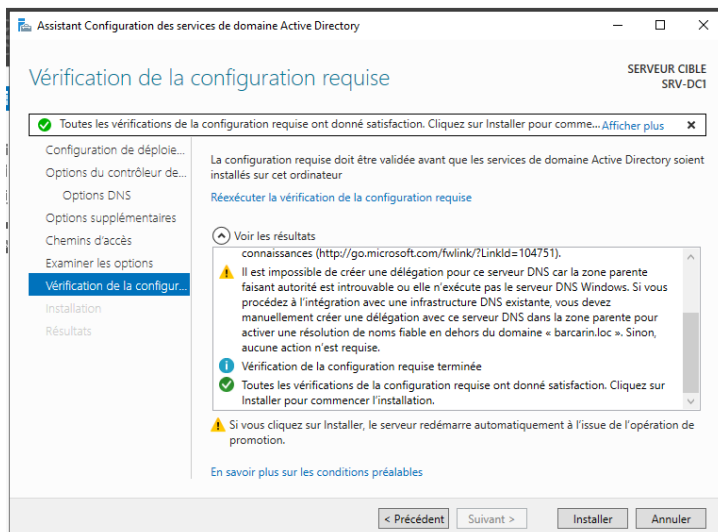 Assistant Configuration des services de domaine Active Directory
Vérification de la configuration requise
SERVEUR CIBLE
SRV-DC1
Toutes les vérifications de la configuration requise ont donné satisfaction. Cliquez sur Installer pour comme... Afficher plus
Configuration de déploie...
Options du contrôleur de...
Options DNS
Options supplémentaires
Chemins d'accès
Examiner les options
Vérification de la configur...
Installation
Résultats
La configuration requise doit être validée avant que les services de domaine Active Directory soient
installés sur cet ordinateur
Réexécuter la vérification de la configuration requise
Voir les résultats
connaissances (http://go.microsoft.com/fwlink/?LinkId=104751).
Il est impossible de créer une délégation pour ce serveur DNS car la zone parente
faisant autorité est introuvable ou elle n'exécute pas le serveur DNS Windows. Si vous
procédez à l'intégration avec une infrastructure DNS existante, vous devez
manuellement créer une délégation avec ce serveur DNS dans la zone parente pour
activer une résolution de noms fiable en dehors du domaine « barcarin.loc ». Sinon,
aucune action n'est requise.
Vérification de la configuration requise terminée
Toutes les vérifications de la configuration requise ont donné satisfaction. Cliquez sur
Installer pour commencer l'installation.
Si vous cliquez sur Installer, le serveur redémarre automatiquement à l'issue de l'opération de
promotion.
En savoir plus sur les conditions préalables
< Précédent
Suivant >
Installer
Annuler